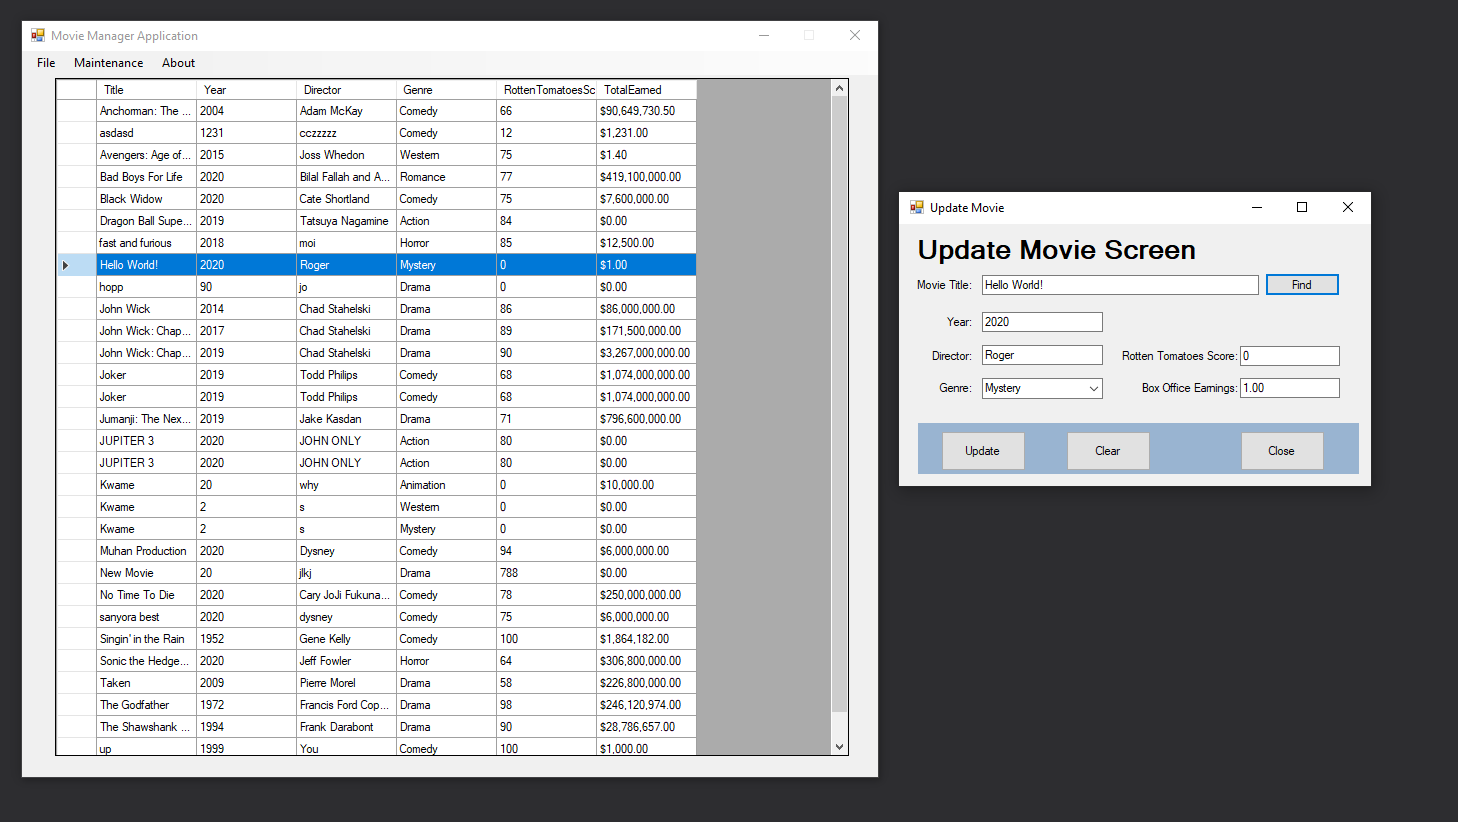 Movie Manager Application
File Maintenance About
Title Year Director Genre RottenTomatoesSc TotalEarned
Anchorman: The ... 2004 Adam McKay Comedy 66 $90,649,730.50
asdasd 1231 cczzzzz Comedy 12 $1,231.00
Avengers: Age of... 2015 Joss Whedon Western 75 $1.40
Bad Boys For Life 2020 Bilal Fallah and A... Romance 77 $419,100,000.00
Black Widow 2020 Cate Shortland Comedy 75 $7,600,000.00
Dragon Ball Supe... 2019 Tatsuya Nagamine Action 84 $0.00
fast and furious 2018 moi Horror 85 $12,500.00
Hello World! 2020 Roger Mystery 0 $1.00
hopp 90 jo Drama 0 $0.00
John Wick 2014 Chad Stahelski Drama 86 $86,000,000.00
John Wick: Chap... 2017 Chad Stahelski Drama 89 $171,500,000.00
John Wick: Chap... 2019 Chad Stahelski Drama 90 $3,267,000,000.00
Joker 2019 Todd Philips Comedy 68 $1,074,000,000.00
Joker 2019 Todd Philips Comedy 68 $1,074,000,000.00
Jumanji: The Nex... 2019 Jake Kasdan Drama 71 $796,600,000.00
JUPITER 3 2020 JOHN ONLY Action 80 $0.00
JUPITER 3 2020 JOHN ONLY Action 80 $0.00
Kwame 20 why Animation 0 $10,000.00
Kwame 2 s Western 0 $0.00
Kwame 2 s Mystery 0 $0.00
Muhan Production 2020 Dysney Comedy 94 $6,000,000.00
New Movie 20 jlkj Drama 788 $0.00
No Time To Die 2020 Cary JoJi Fukuna... Comedy 78 $250,000,000.00
sanyora best 2020 dysney Comedy 75 $6,000,000.00
Singin' in the Rain 1952 Gene Kelly Comedy 100 $1,864,182.00
Sonic the Hedge... 2020 Jeff Fowler Horror 64 $306,800,000.00
Taken 2009 Pierre Morel Drama 58 $226,800,000.00
The Godfather 1972 Francis Ford Cop... Drama 98 $246,120,974.00
The Shawshank ... 1994 Frank Darabont Drama 90 $28,786,657.00
up 1999 You Comedy 100 $1,000.00
Update Movie
Update Movie Screen
Movie Title: Hello World! Find
Year: 2020
Director: Roger Rotten Tomatoes Score: 0
Genre: Mystery Box Office Earnings: 1.00
Update Clear Close